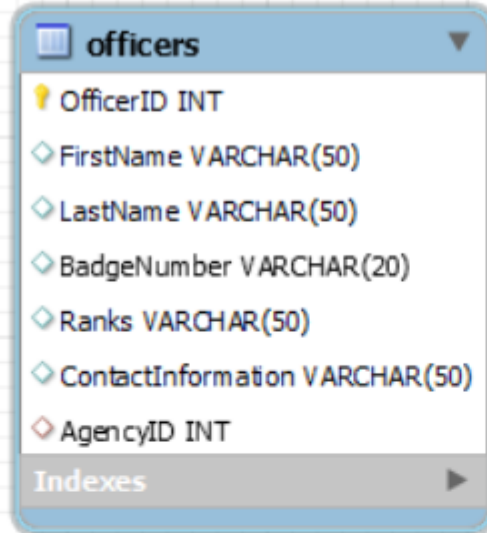 officers
OfficerID INT
FirstName VARCHAR(50)
LastName VARCHAR(50)
BadgeNumber VARCHAR(20)
Ranks VARCHAR(50)
ContactInformation VARCHAR(50)
AgencyID INT
Indexes